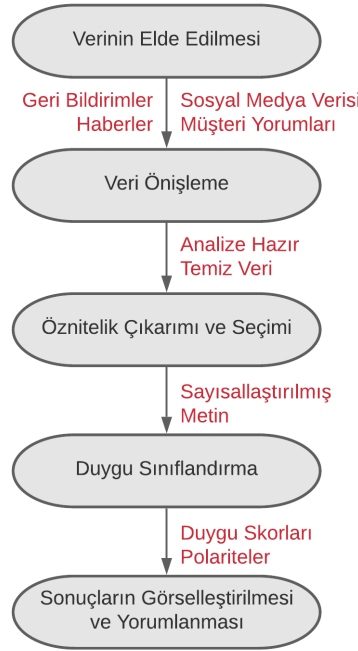 Verinin Elde Edilmesi
Geri Bildirimler
Haberler
Sosyal Medya Verisi
Müşteri Yorumları
Veri Önişleme
Analize Hazır
Temiz Veri
Öznitelik Çıkarımı ve Seçimi
Sayısallaştırılmış
Metin
Duygu Sınıflandırma
Duygu Skorları
Polariteler
Sonuçların Görselleştirilmesi
ve Yorumlanması